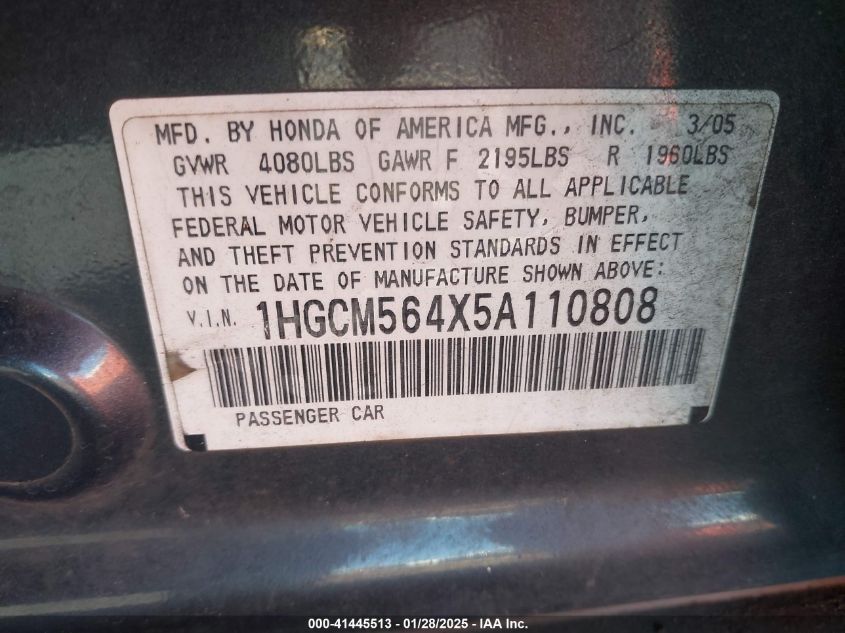 MFD. BY HONDA OF AMERICA MFG., INC. 3/05
GVWR 4080LBS GAWR F 2195LBS R 1960LBS
THIS VEHICLE CONFORMS TO ALL APPLICABLE
FEDERAL MOTOR VEHICLE SAFETY, BUMPER,
AND THEFT PREVENTION STANDARDS IN EFFECT
ON THE DATE OF MANUFACTURE SHOWN ABOVE:
V.I.N. 1HGCM564X5A110808
PASSENGER CAR
000-41445513 - 01/28/2025 - IAA Inc.